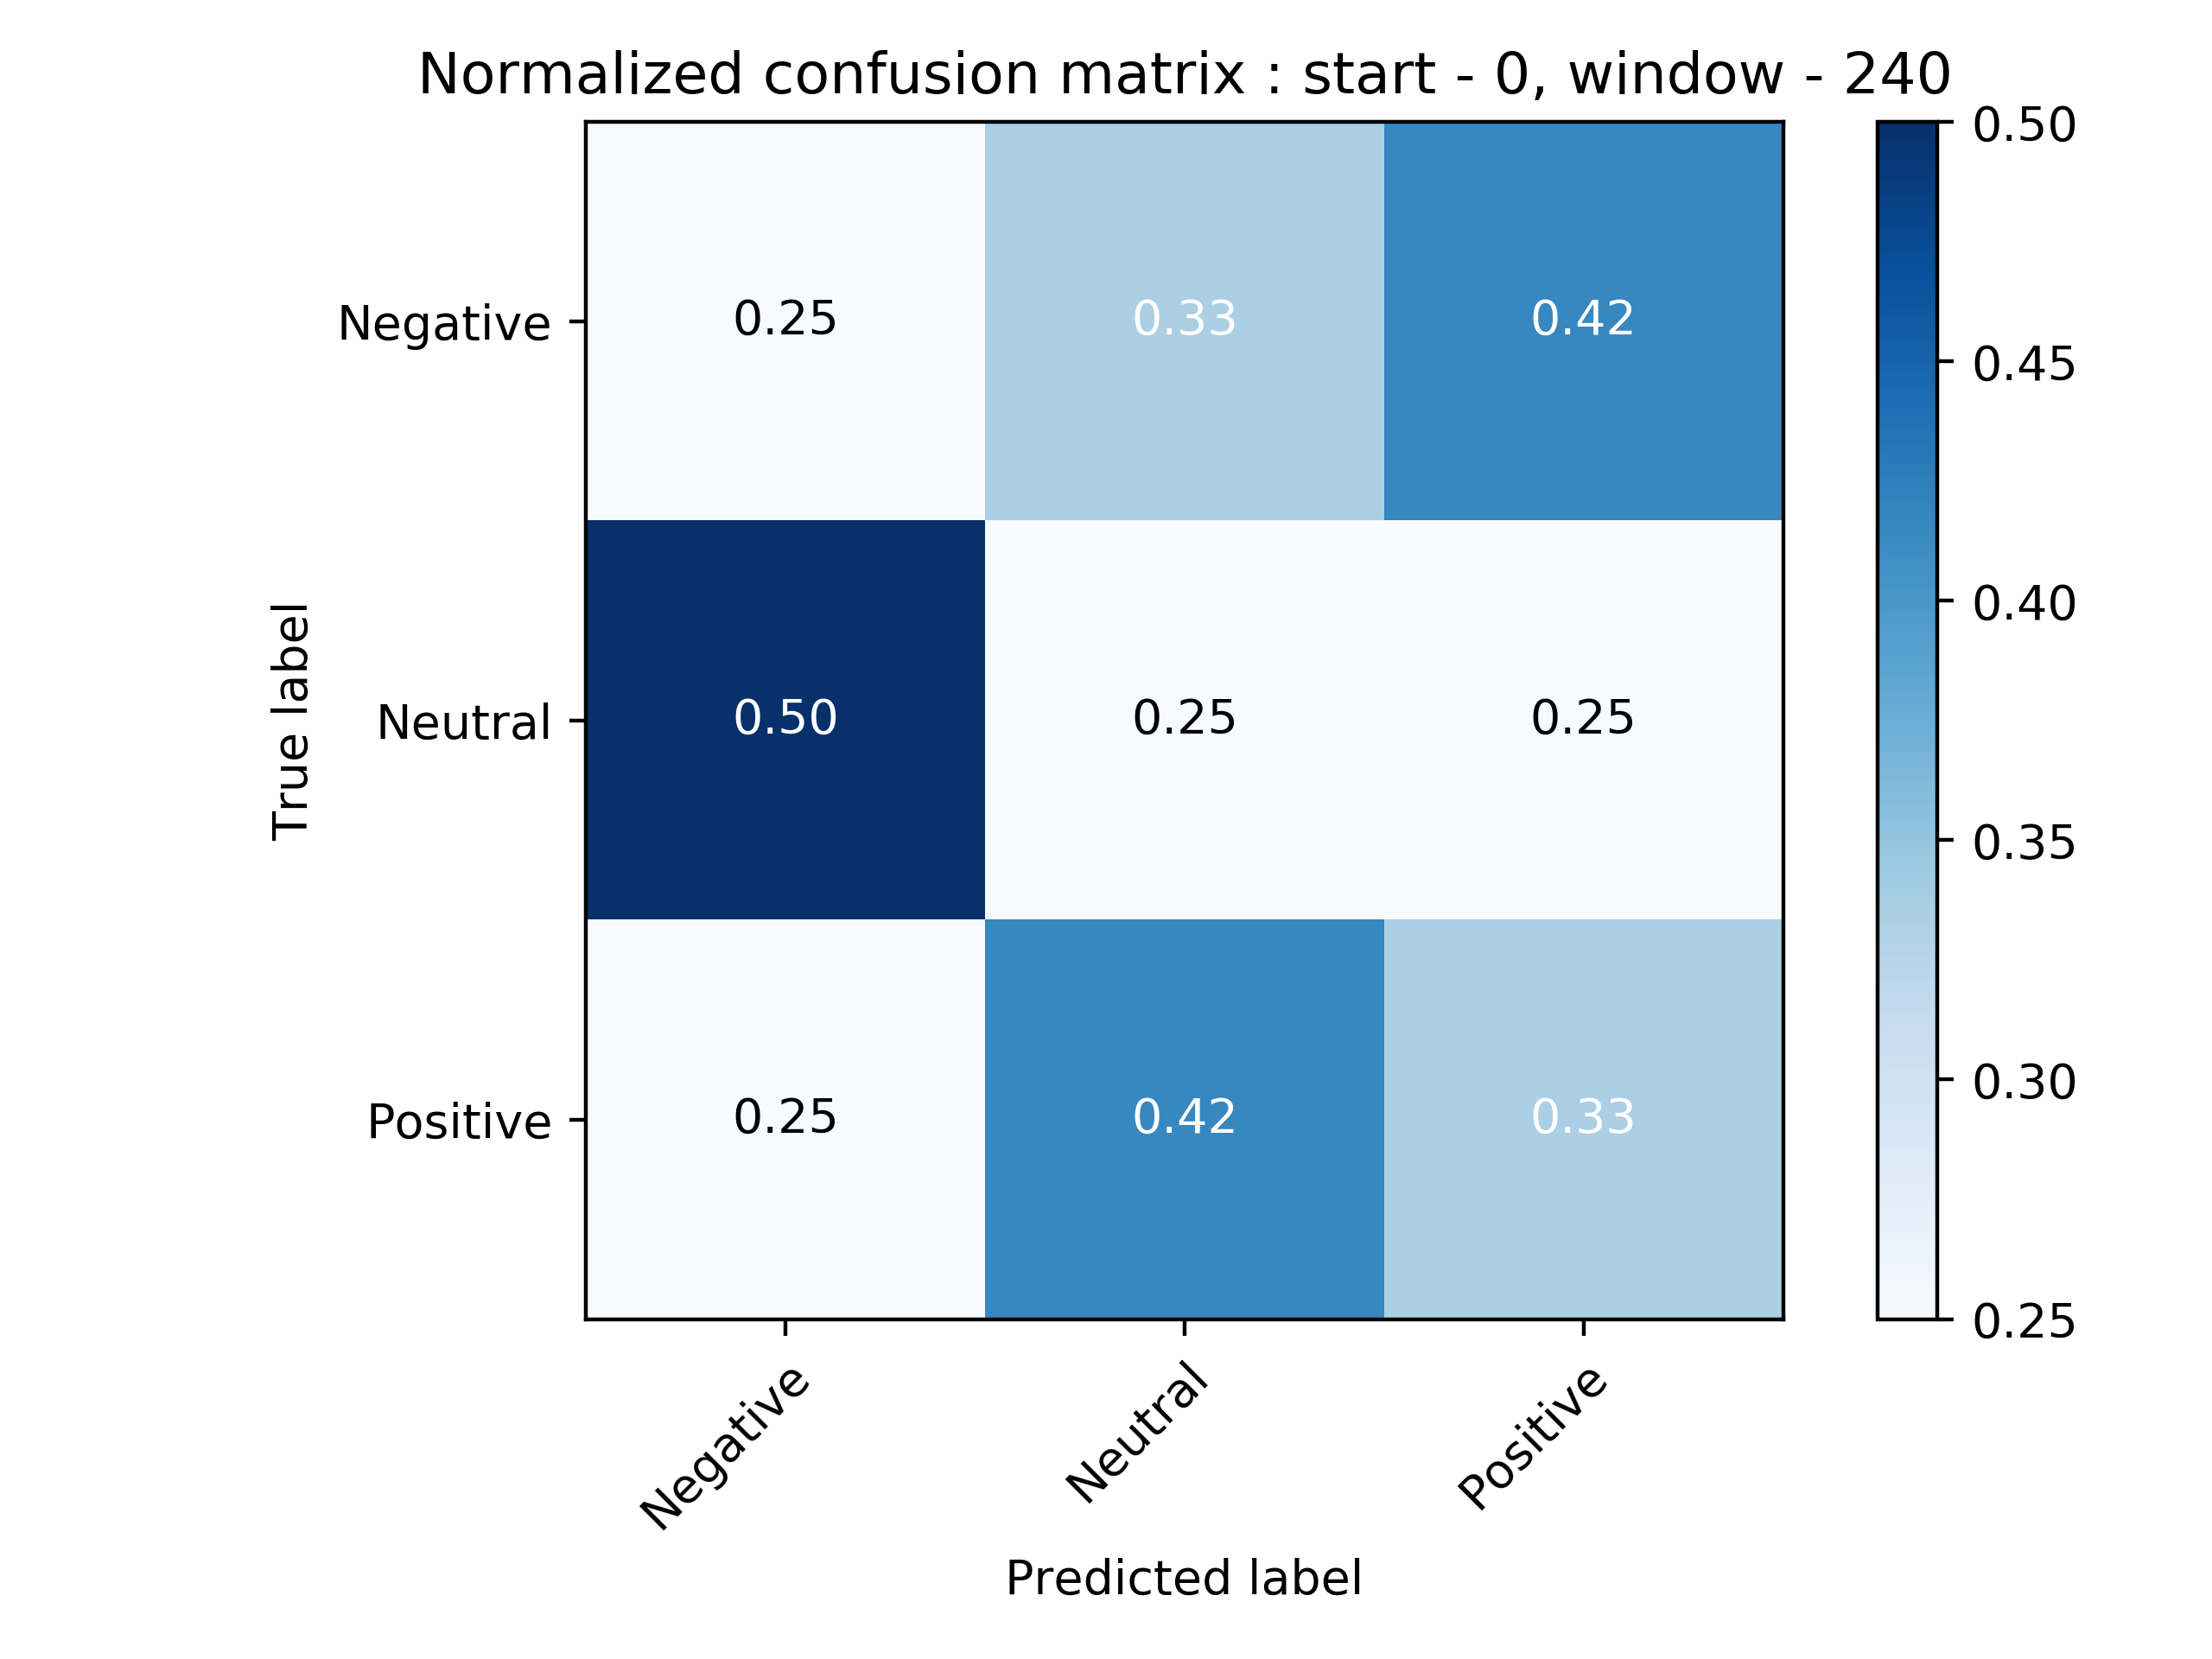 Normalized confusion matrix : start - 0, window - 240
0.50
0.45
0.40
0.35
0.30
0.25
True label
Negative
Neutral
Positive
0.25 0.33 0.42
0.50 0.25 0.25
0.25 0.42 0.33
Negative
Neutral
Positive
Predicted label